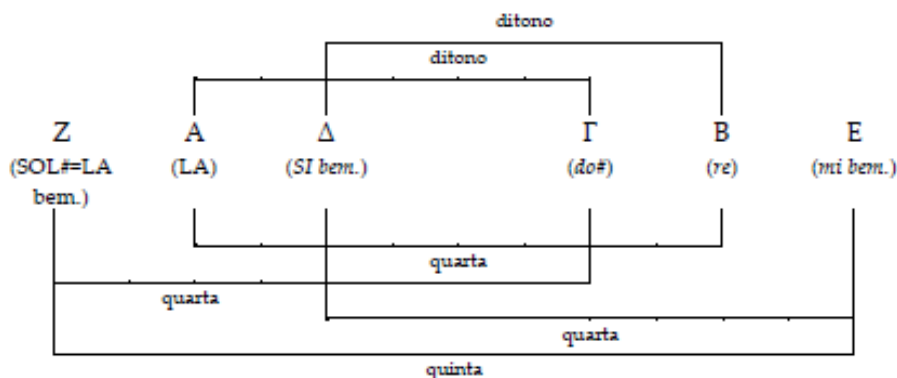 ditono
ditono
Ζ Α Δ Γ Β Ε
(SOL#=LA bem.) (LA) (SI bem.) (do#) (re) (mi bem.)
quarta
quarta
quarta
quinta